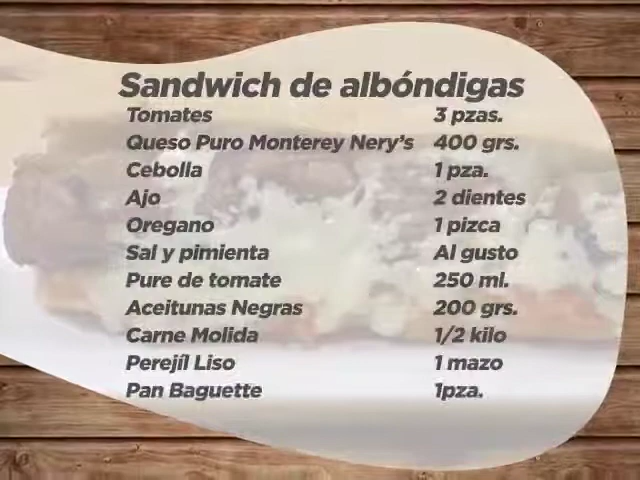 Sandwich de albóndigas
Tomates 3 pzas.
Queso Puro Monterey Nery's 400 grs.
Cebolla 1 pza.
Ajo 2 dientes
Oregano 1 pizca
Sal y pimienta Al gusto
Pure de tomate 250 ml.
Aceitunas Negras 200 grs.
Carne Molida 1/2 kilo
Perejíl Liso 1 mazo
Pan Baguette 1pza.